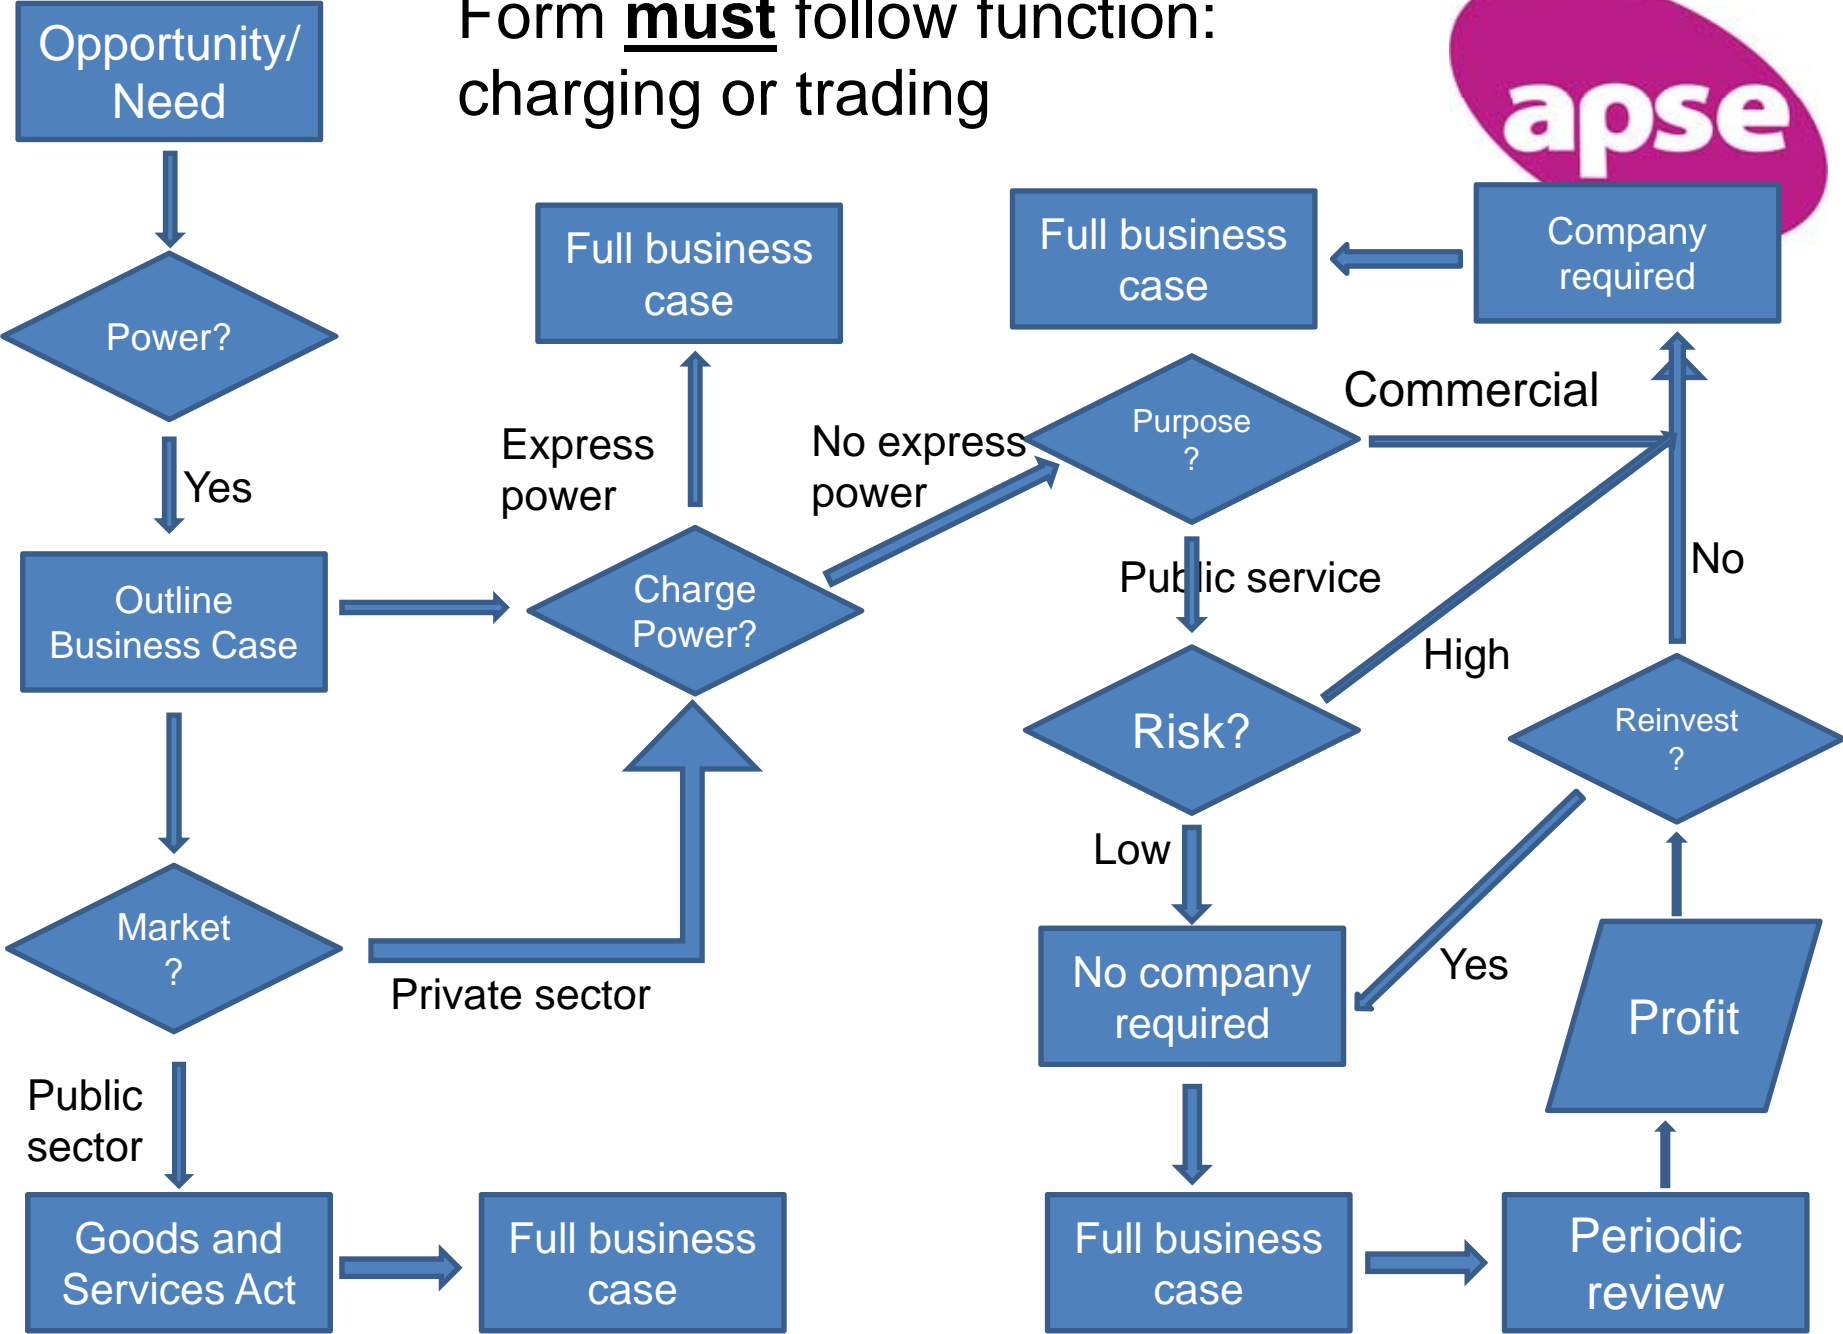 Form must follow function:
charging or trading
apse
Opportunity/
Need
Power?
Yes
Outline
Business Case
Market
?
Private sector
Public
sector
Goods and
Services Act
Full business
case
Charge
Power?
Express
power
Full business
case
No express
power
Purpose
?
Commercial
Company
required
Full business
case
Public service
Risk?
High
Low
No company
required
Full business
case
Periodic
review
Profit
Reinvest
?
Yes
No